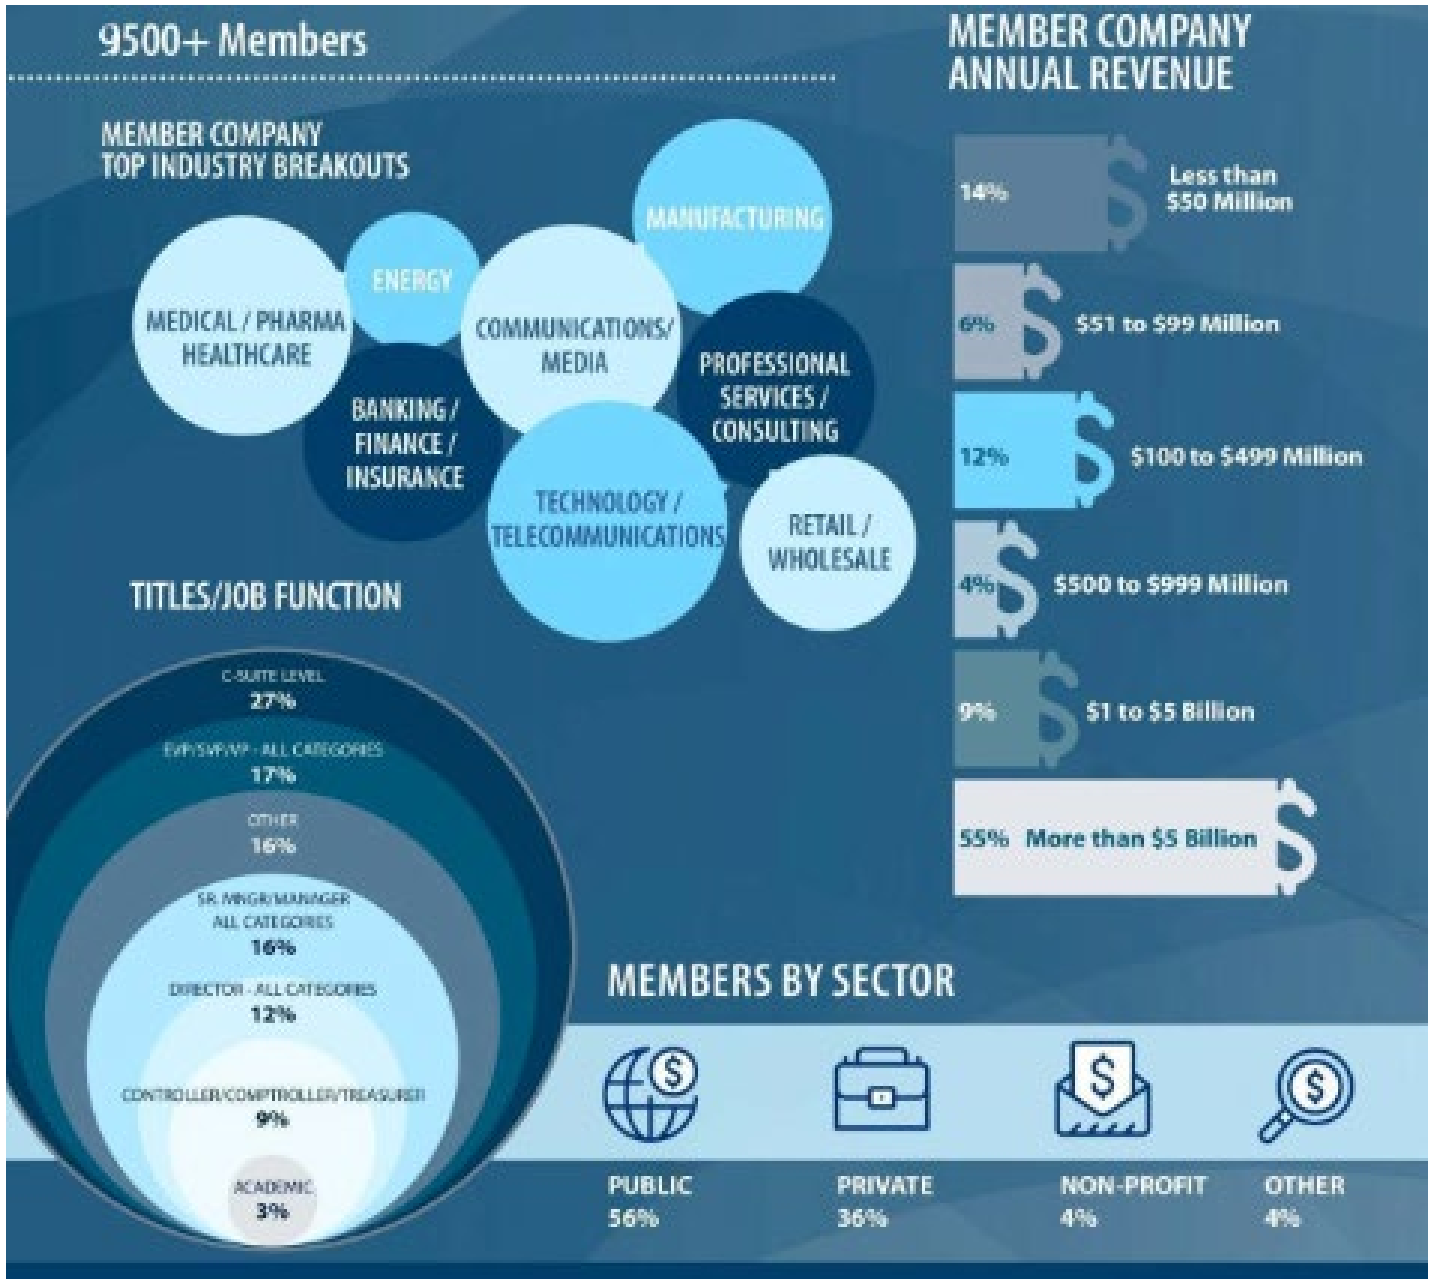 9500+ Members
MEMBER COMPANY
TOP INDUSTRY BREAKOUTS
MEDICAL / PHARMA
HEALTHCARE
ENERGY
COMMUNICATIONS/
MEDIA
MANUFACTURING
BANKING /
FINANCE /
INSURANCE
PROFESSIONAL
SERVICES /
CONSULTING
TECHNOLOGY /
TELECOMMUNICATIONS
RETAIL /
WHOLESALE
MEMBER COMPANY
ANNUAL REVENUE
14%
Less than
$50 Million
6%
$51 to $99 Million
12%
$100 to $499 Million
4%
$500 to $999 Million
9%
$1 to $5 Billion
55% More than $5 Billion
TITLES/JOB FUNCTION
C-SUITE LEVEL
27%
EVP/SVP/VP - ALL CATEGORIES
17%
OTHER
16%
SR. MNGR/MANAGER
ALL CATEGORIES
16%
DIRECTOR - ALL CATEGORIES
12%
CONTROLLER/COMPTROLLER/TREASURER
9%
ACADEMIC
3%
MEMBERS BY SECTOR
PUBLIC
56%
PRIVATE
36%
NON-PROFIT
4%
OTHER
4%